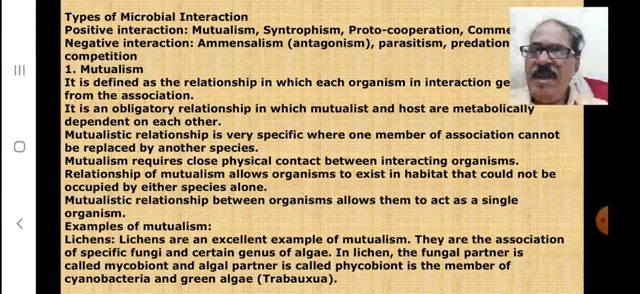 Types of Microbial Interaction
Positive interaction: Mutualism, Syntrophism, Proto-cooperation,
Negative interaction: Ammensalism (antagonism), parasitism, predation
competition
1. Mutualism
It is defined as the relationship in which each organism in interaction
from the association.
It is an obligatory relationship in which mutualist and host are metabolically
dependent on each other.
Mutualistic relationship is very specific where one member of association cannot
be replaced by another species.
Mutualism requires close physical contact between interacting organisms.
Relationship of mutualism allows organisms to exist in habitat that could not be
occupied by either species alone.
Mutualistic relationship between organisms allows them to act as a single
organism.
Examples of mutualism:
Lichens: Lichens are an excellent example of mutualism. They are the association
of specific fungi and certain genus of algae. In lichen, the fungal partner is
called mycobiont and algal partner is called phycobiont is the member of
cyanobacteria and green algae (Trabauxua).